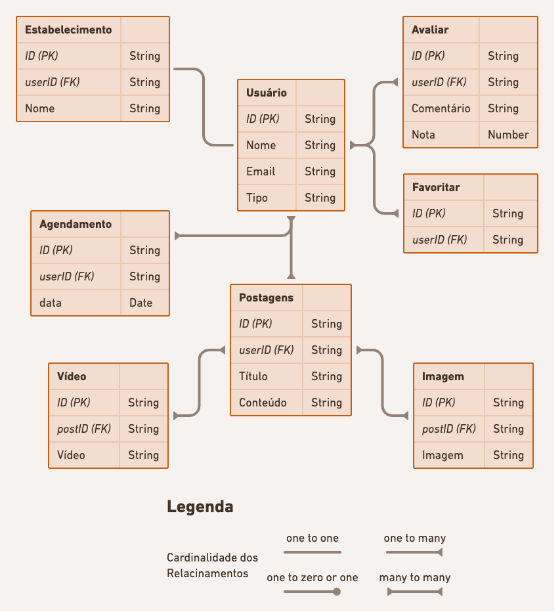 Estabelecimento
ID (PK) String
userID (FK) String
Nome String
Usuário
ID (PK) String
Nome String
Email String
Tipo String
Avaliar
ID (PK) String
userID (FK) String
Comentário String
Nota Number
Favoritar
ID (PK) String
userID (FK) String
Agendamento
ID (PK) String
userID (FK) String
data Date
Postagens
ID (PK) String
userID (FK) String
Título String
Conteúdo String
Vídeo
ID (PK) String
postID (FK) String
Vídeo String
Imagem
ID (PK) String
postID (FK) String
Imagem String
Legenda
Cardinalidade dos
Relacinamentos
one to one
one to many
one to zero or one
many to many